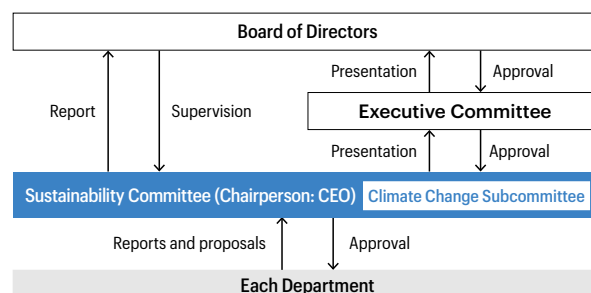 Board of Directors
Presentation
Approval
Report
Supervision
Executive Committee
Presentation
Approval
Sustainability Committee (Chairperson: CEO)
Climate Change Subcommittee
Reports and proposals
Approval
Each Department